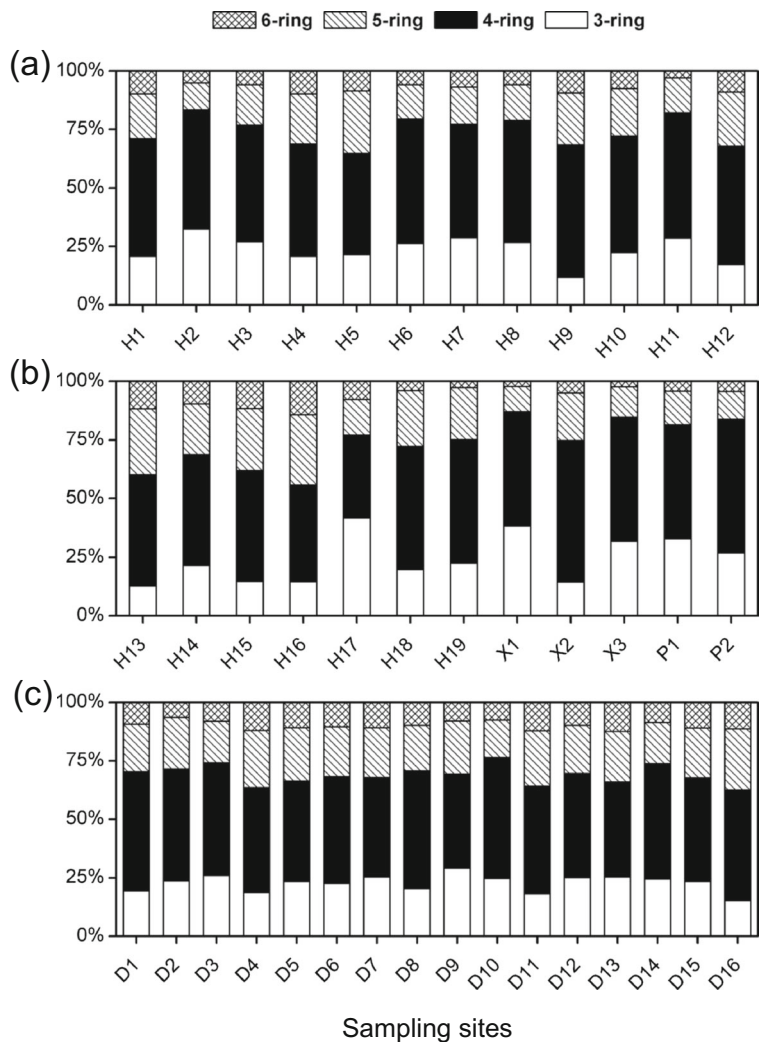 6-ring 5-ring 4-ring 3-ring
(a)
100%
75%
50%
25%
0%
H1 H2 H3 H4 H5 H6 H7 H8 H9 H10 H11 H12
(b)
100%
75%
50%
25%
0%
H13 H14 H15 H16 H17 H18 H19 X1 X2 X3 P1 P2
(c)
100%
75%
50%
25%
0%
D1 D2 D3 D4 D5 D6 D7 D8 D9 D10 D11 D12 D13 D14 D15 D16
Sampling sites